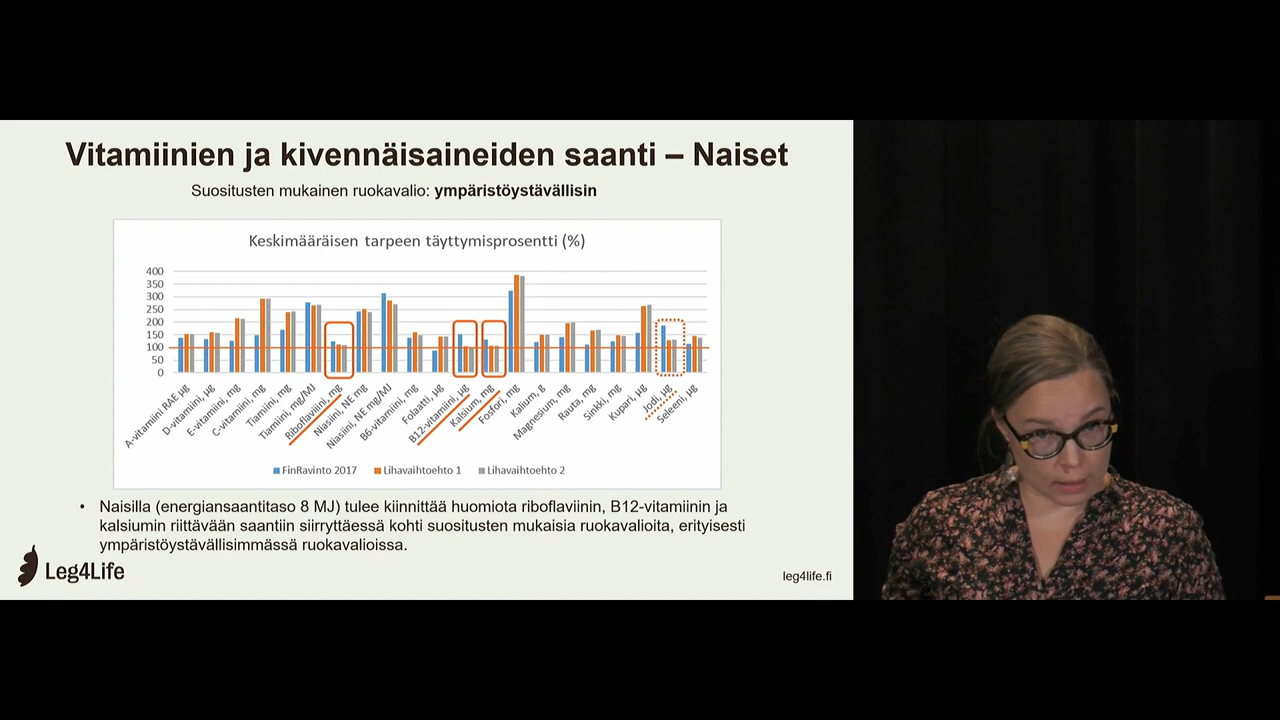 Vitamiinien ja kivennäisaineiden saanti – Naiset
Suositusten mukainen ruokavalio: ympäristöystävällisin
Keskimääräisen tarpeen täyttymisprosentti (%)
400
350
300
250
200
150
100
50
0
A-vitamiini RAE µg
D-vitamiini, µg
E-vitamiini, mg
C-vitamiini, mg
Tiamiini, mg
Tiamiini, mg/MJ
Riboflaviini, mg
Niasiini, NE mg
Niasiini, NE mg/MJ
B6-vitamiini, mg
Folaatti, µg
B12-vitamiini, µg
Kalsium, mg
Fosfori, mg
Kalium, g
Magnesium, mg
Rauta, mg
Sinkki, mg
Kupari, µg
Jodi, µg
Seleeni, µg
FinRavinto 2017 Lihavaihtoehto 1 Lihavaihtoehto 2
• Naisilla (energiansaantitaso 8 MJ) tulee kiinnittää huomiota riboflaviinin, B12-vitamiinin ja
kalsiumin riittävään saantiin siirryttäessä kohti suositusten mukaisia ruokavalioita, erityisesti
ympäristöystävällisimmässä ruokavalioissa.
Leg4Life
leg4life.fi